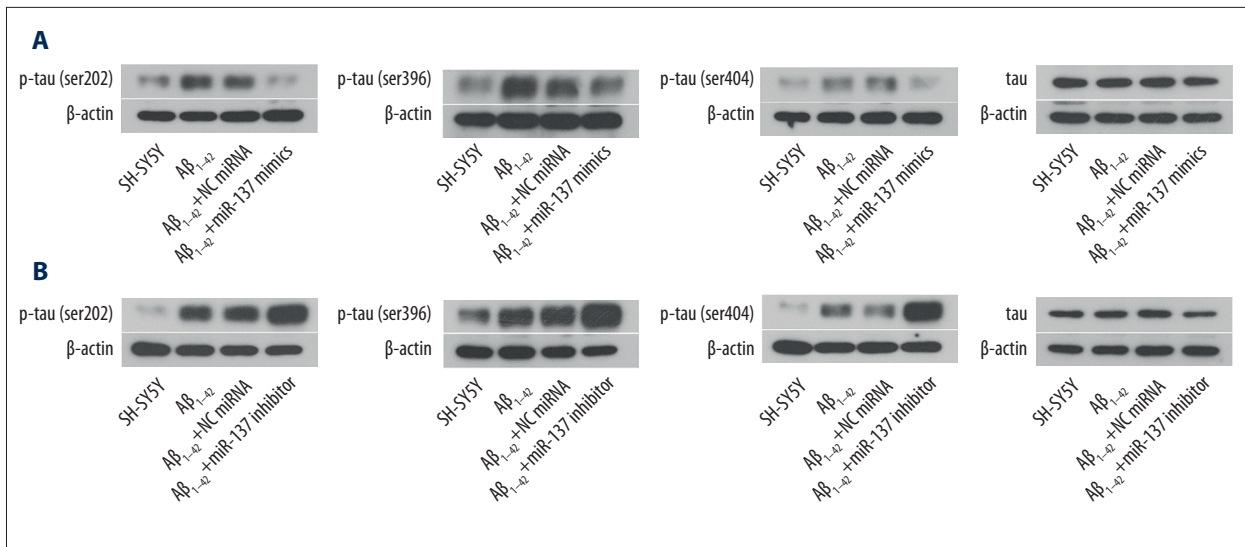 A
p-tau (ser202)
β-actin
SH-SY5Y
Aβ₁₋₄₂
Aβ₁₋₄₂+NC miRNA
Aβ₁₋₄₂+miR-137 mimics
p-tau (ser396)
β-actin
SH-SY5Y
Aβ₁₋₄₂
Aβ₁₋₄₂+NC miRNA
Aβ₁₋₄₂+miR-137 mimics
p-tau (ser404)
β-actin
SH-SY5Y
Aβ₁₋₄₂
Aβ₁₋₄₂+NC miRNA
Aβ₁₋₄₂+miR-137 mimics
tau
β-actin
SH-SY5Y
Aβ₁₋₄₂
Aβ₁₋₄₂+NC miRNA
Aβ₁₋₄₂+miR-137 mimics
B
p-tau (ser202)
β-actin
SH-SY5Y
Aβ₁₋₄₂
Aβ₁₋₄₂+NC miRNA
Aβ₁₋₄₂+miR-137 inhibitor
p-tau (ser396)
β-actin
SH-SY5Y
Aβ₁₋₄₂
Aβ₁₋₄₂+NC miRNA
Aβ₁₋₄₂+miR-137 inhibitor
p-tau (ser404)
β-actin
SH-SY5Y
Aβ₁₋₄₂
Aβ₁₋₄₂+NC miRNA
Aβ₁₋₄₂+miR-137 inhibitor
tau
β-actin
SH-SY5Y
Aβ₁₋₄₂
Aβ₁₋₄₂+NC miRNA
Aβ₁₋₄₂+miR-137 inhibitor